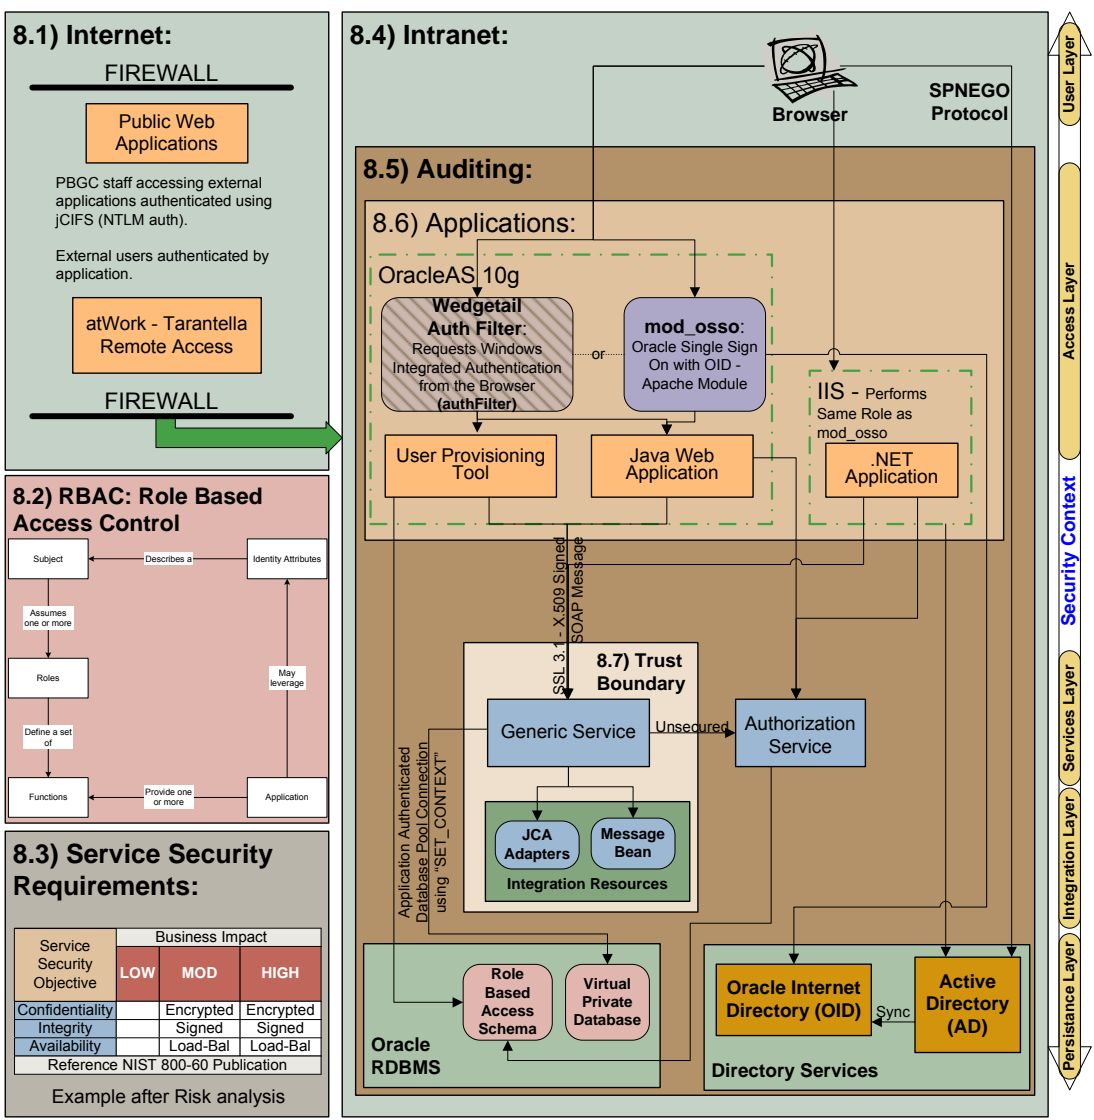 8.1) Internet:
FIREWALL
Public Web
Applications
PBGC staff accessing external
applications authenticated using
jCIFS (NTLM auth).
External users authenticated by
application.
atWork - Tarantella
Remote Access
FIREWALL
8.2) RBAC: Role Based
Access Control
Subject
Describes a
Identity Attributes
Assumes
one or more
Roles
May
leverage
Define a set
of
Functions
Provide one
or more
Application
8.3) Service Security
Requirements:
Service
Security
Objective
Business Impact
LOW
MOD
HIGH
Confidentiality
Encrypted
Encrypted
Integrity
Signed
Signed
Availability
Load-Bal
Load-Bal
Reference NIST 800-60 Publication
Example after Risk analysis
8.4) Intranet:
Browser
SPNEGO
Protocol
8.5) Auditing:
8.6) Applications:
OracleAS 10g
Wedgetail
Auth Filter:
Requests Windows
Integrated Authentication
from the Browser
(authFilter)
or
mod_osso:
Oracle Single Sign
On with OID -
Apache Module
IIS - Performs
Same Role as
mod_osso
User Provisioning
Tool
Java Web
Application
.NET
Application
SSL 3.1 - X.509 Signed
SOAP Message
8.7) Trust
Boundary
Generic Service
Unsecured
Authorization
Service
JCA
Adapters
Message
Bean
Integration Resources
Application Authenticated
Database Pool Connection
using “SET_CONTEXT”
Role
Based
Access
Schema
Virtual
Private
Database
Oracle
RDBMS
Oracle Internet
Directory (OID)
Sync
Active
Directory
(AD)
Directory Services
User Layer
Access Layer
Security Context
Services Layer
Integration Layer
Persistance Layer